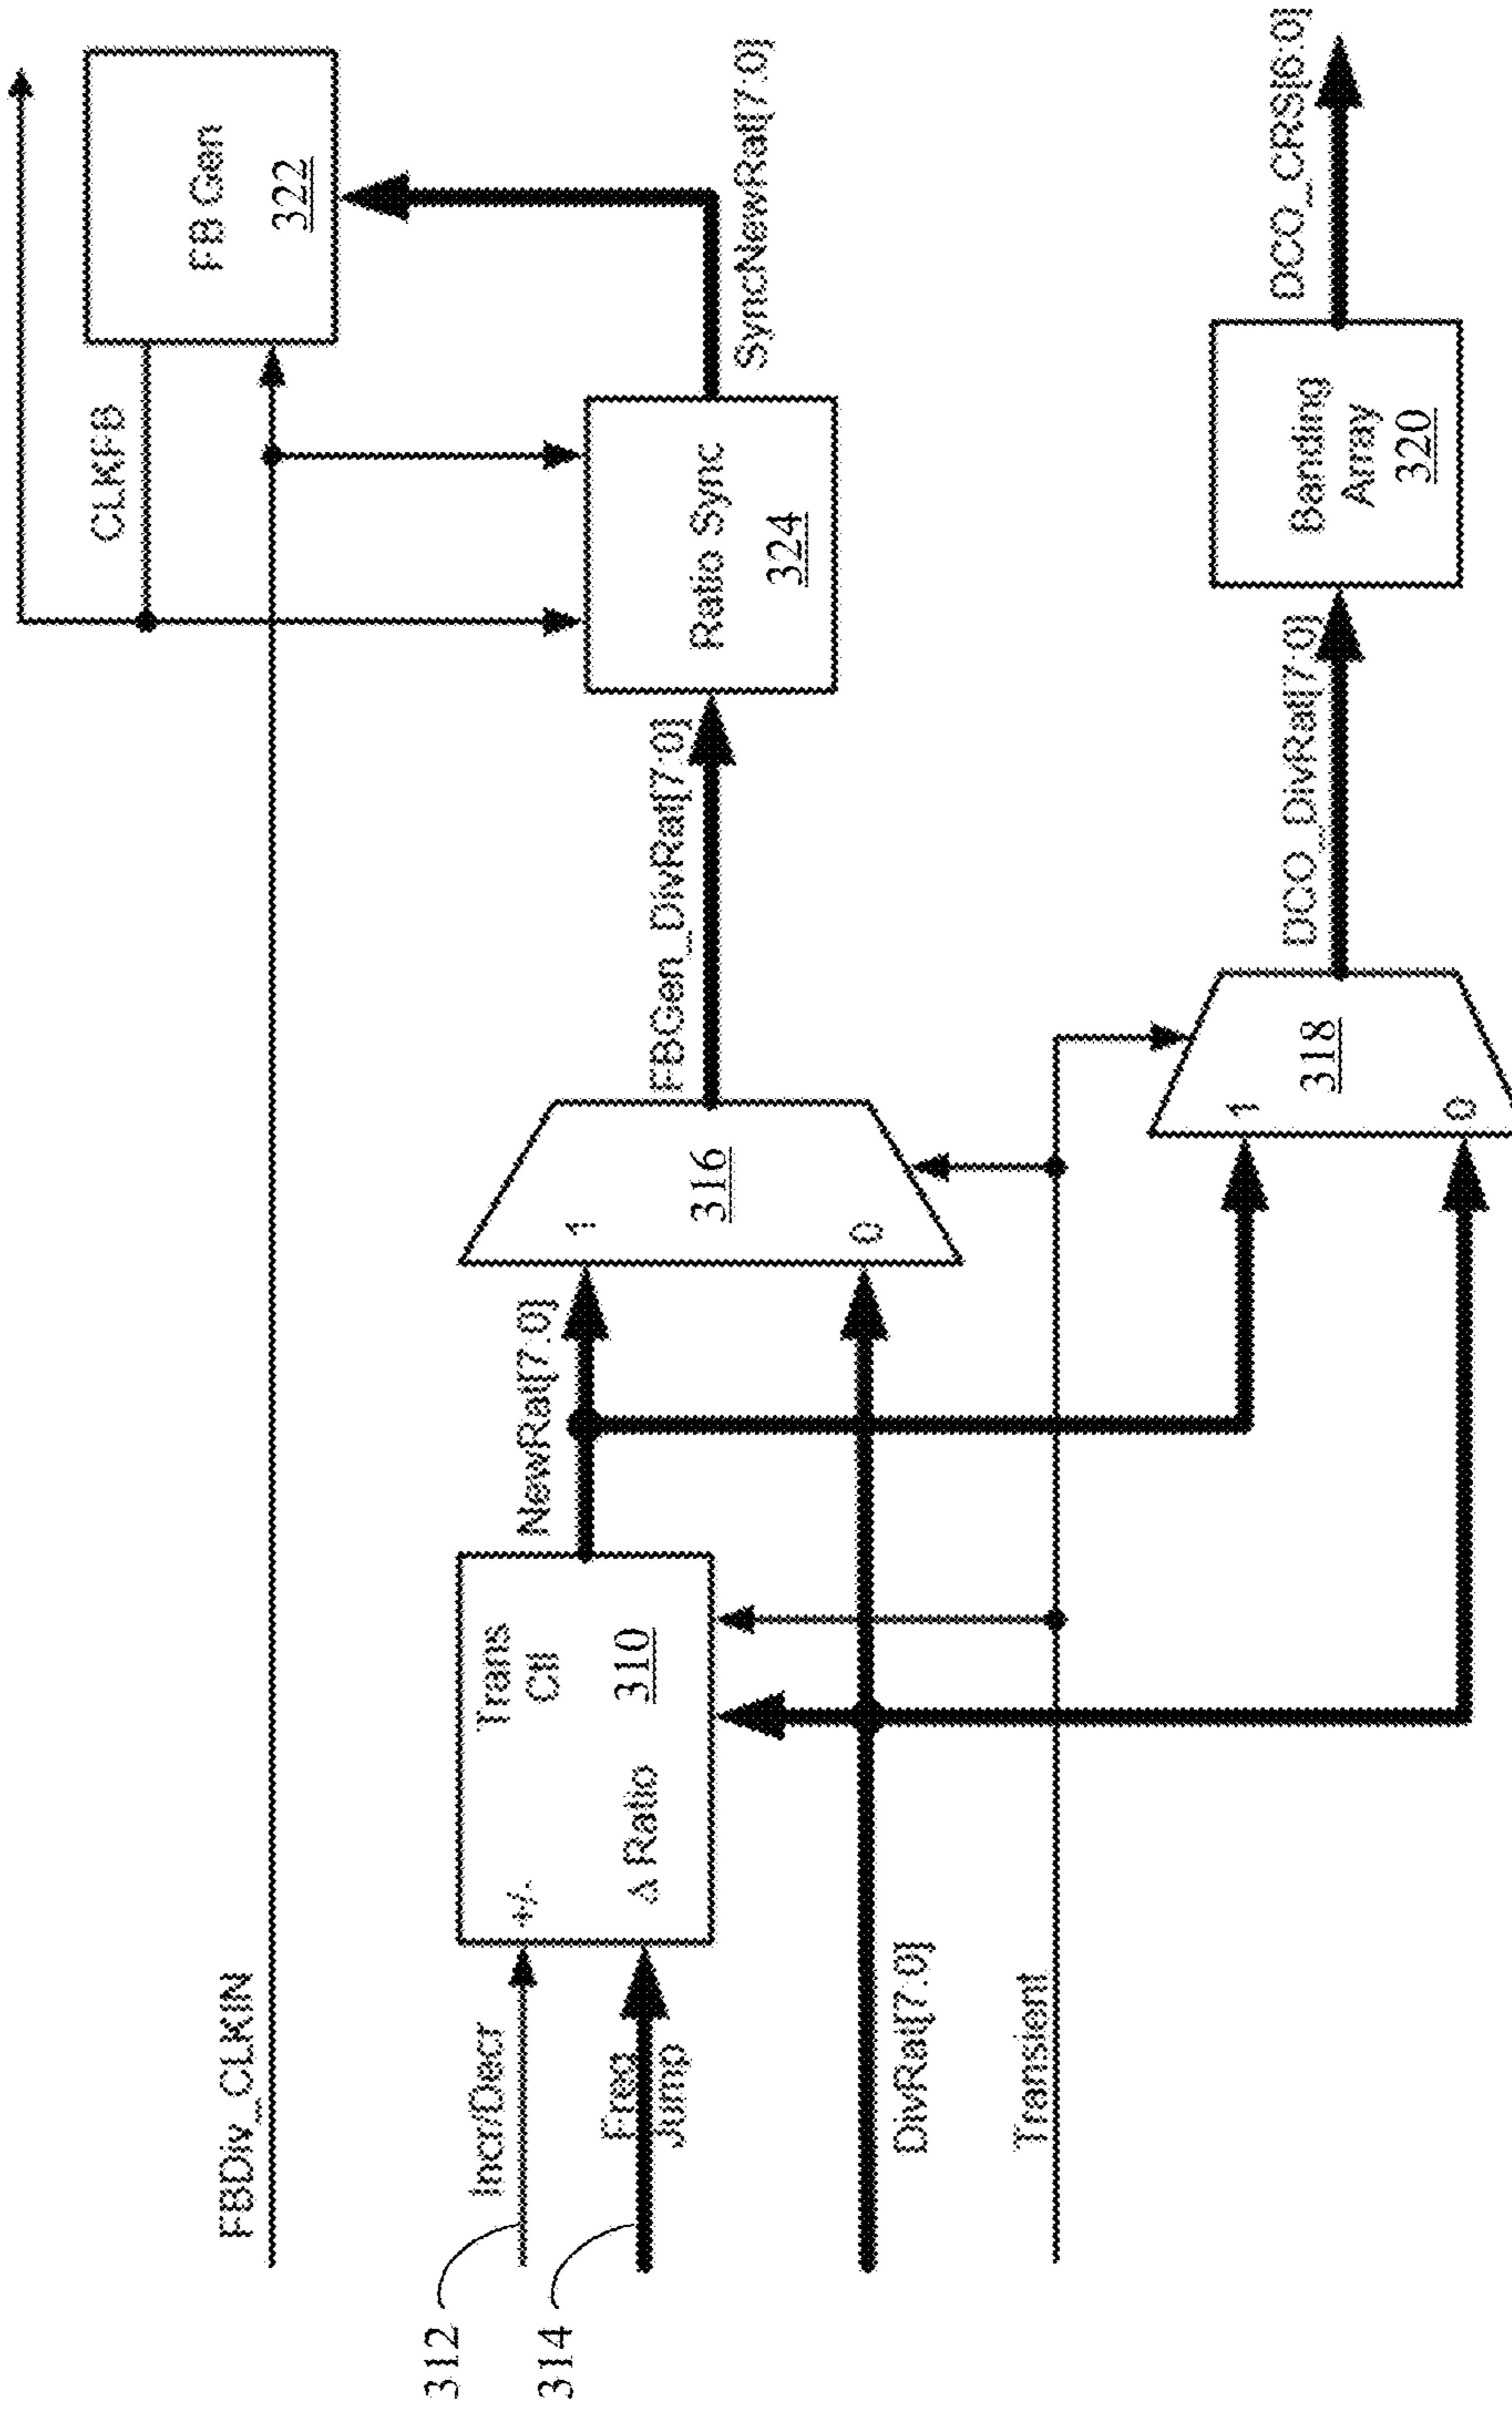 CLKFB
FB Gen
322
FBDiv_CLKIN
Ratio Sync
324
SyncNewRat[7:0]
FBGen_DivRat[7:0]
NewRat[7:0]
1
316
0
Trans
Ctl
310
+/-
Δ Ratio
312
Incr/Decr
314
Freq
Jump
DivRat[7:0]
Transient
1
318
0
DCO_DivRat[7:0]
Banding
Array
320
DCO_CRS[6:0]